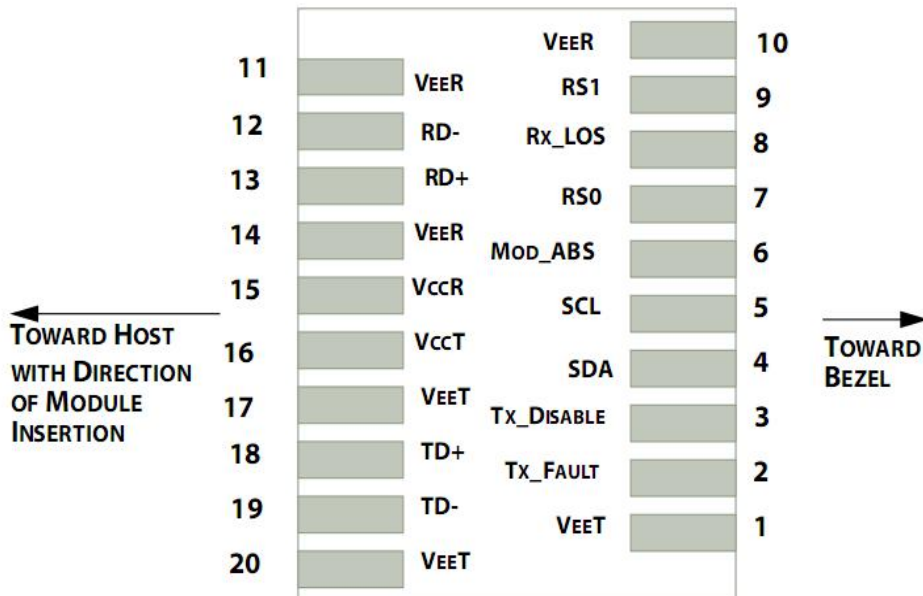 VEER
10
11
VEER
RS1
9
12
RD-
RX_LOS
8
13
RD+
RS0
7
14
VEER
MOD_ABS
6
15
VCCR
SCL
5
TOWARD HOST
WITH DIRECTION
OF MODULE
INSERTION
16
VCCT
SDA
4
TOWARD
BEZEL
17
VEET
TX_DISABLE
3
18
TD+
TX_FAULT
2
19
TD-
VEET
1
20
VEET